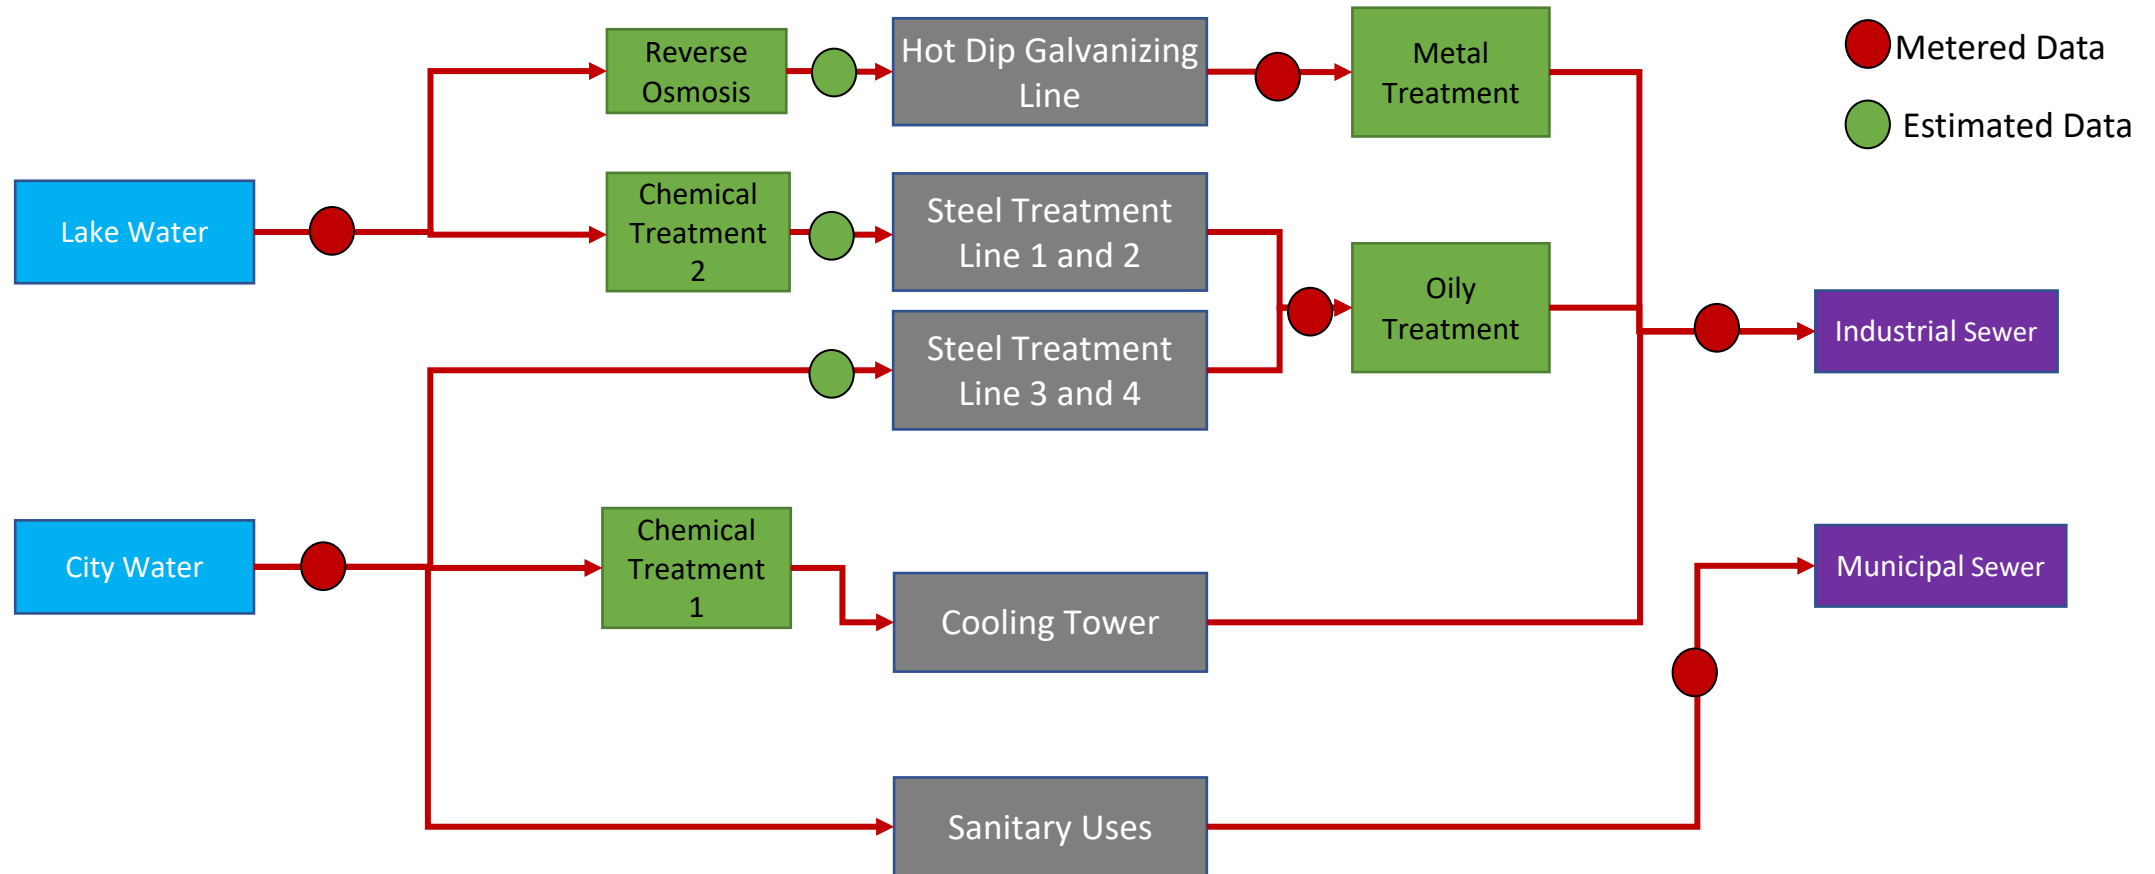 Reverse
Osmosis
Hot Dip Galvanizing
Line
Metal
Treatment
Metered Data
Estimated Data
Lake Water
Chemical
Treatment
2
Steel Treatment
Line 1 and 2
Oily
Treatment
Industrial Sewer
Steel Treatment
Line 3 and 4
City Water
Chemical
Treatment
1
Cooling Tower
Municipal Sewer
Sanitary Uses